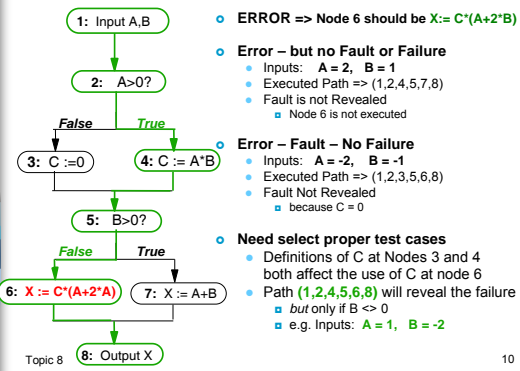 1: Input A,B
2: A>0?
False
True
3: C :=0
4: C := A*B
5: B>0?
False
True
6: X := C*(A+2*A)
7: X := A+B
8: Output X
Topic 8
ERROR => Node 6 should be X:= C*(A+2*B)
Error – but no Fault or Failure
Inputs: A = 2, B = 1
Executed Path => (1,2,4,5,7,8)
Fault is not Revealed
Node 6 is not executed
Error – Fault – No Failure
Inputs: A = -2, B = -1
Executed Path => (1,2,3,5,6,8)
Fault Not Revealed
because C = 0
Need select proper test cases
Definitions of C at Nodes 3 and 4
both affect the use of C at node 6
Path (1,2,4,5,6,8) will reveal the failure
but only if B <> 0
e.g. Inputs: A = 1, B = -2
10